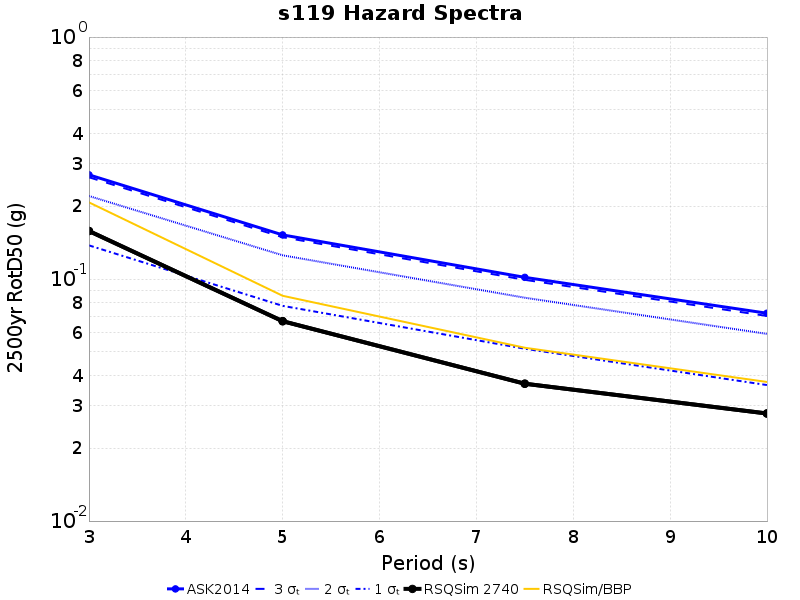 s119 Hazard Spectra
10^0
8
6
4
3
2
10^-1
8
6
4
3
2
10^-2
2500yr RotD50 (g)
3 4 5 6 7 8 9 10
Period (s)
ASK2014 3 σₜ 2 σₜ 1 σₜ RSQSim 2740 RSQSim/BBP